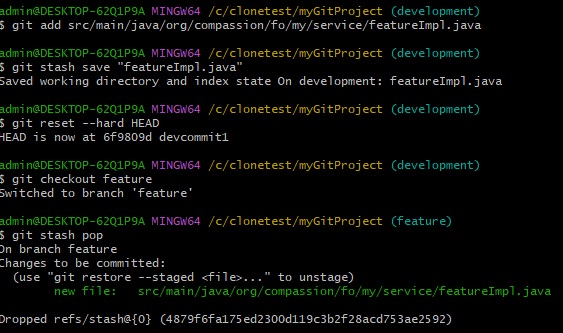 admin@DESKTOP-62Q1P9A MINGW64 /c/clonetest/myGitProject (development)
$ git add src/main/java/org/compassion/fo/my/service/featureImpl.java
admin@DESKTOP-62Q1P9A MINGW64 /c/clonetest/myGitProject (development)
$ git stash save "featureImpl.java"
Saved working directory and index state On development: featureImpl.java
admin@DESKTOP-62Q1P9A MINGW64 /c/clonetest/myGitProject (development)
$ git reset --hard HEAD
HEAD is now at 6f9809d devcommit1
admin@DESKTOP-62Q1P9A MINGW64 /c/clonetest/myGitProject (development)
$ git checkout feature
Switched to branch 'feature'
admin@DESKTOP-62Q1P9A MINGW64 /c/clonetest/myGitProject (feature)
$ git stash pop
On branch feature
Changes to be committed:
(use "git restore --staged <file>..." to unstage)
new file: src/main/java/org/compassion/fo/my/service/featureImpl.java
Dropped refs/stash@{0} (4879f6fa175ed2300d119c3b2f28acd753ae2592)